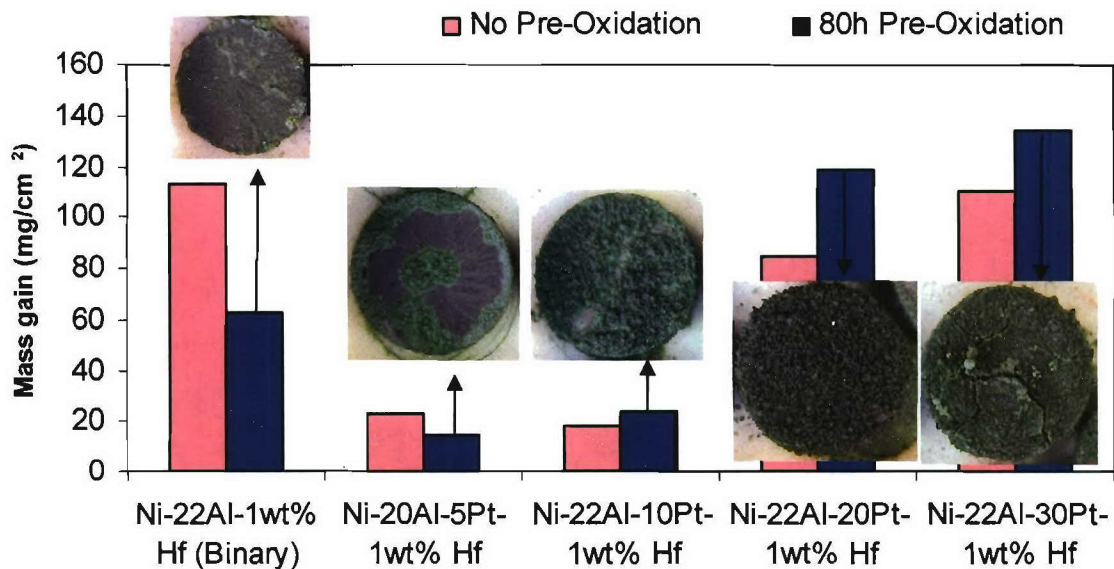 No Pre-Oxidation 80h Pre-Oxidation
160
140
120
100
80
60
40
20
0
Mass gain (mg/cm ²)
Ni-22Al-1wt% Ni-20Al-5Pt- Ni-22Al-10Pt- Ni-22Al-20Pt- Ni-22Al-30Pt-
Hf (Binary) 1wt% Hf 1wt% Hf 1wt% Hf 1wt% Hf